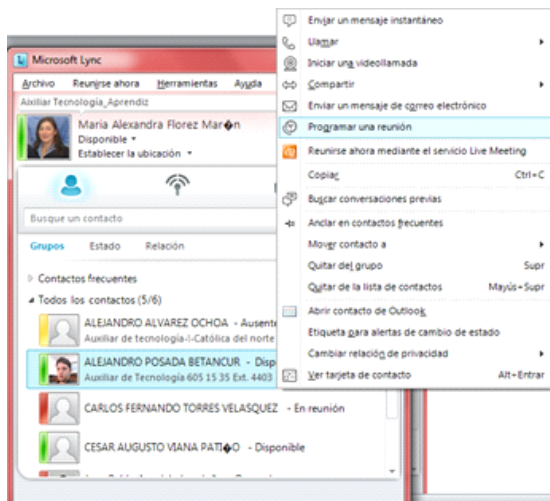 Microsoft Lync
Archivo Reunirse ahora Herramientas Ayuda
Axiliar Tecnología_Aprendiz
Maria Alexandra Florez Mar�n
Disponible
Establecer la ubicación
Busque un contacto
Grupos Estado Relación
Contactos frecuentes
Todos los contactos (5/6)
ALEJANDRO ALVAREZ OCHOA - Ausente
Auxiliar de tecnología-I-Católica del norte
ALEJANDRO POSADA BETANCUR - Disp
Auxiliar de Tecnología 605 15 35 Ext. 4403
CARLOS FERNANDO TORRES VELASQUEZ - En reunión
CESAR AUGUSTO VIANA PATI�O - Disponible
Enviar un mensaje instantáneo
Llamar
Iniciar una videollamada
Compartir
Enviar un mensaje de correo electrónico
Programar una reunión
Reunirse ahora mediante el servicio Live Meeting
Copiar Ctrl+C
Buscar conversaciones previas
Anclar en contactos frecuentes
Mover contacto a
Quitar del grupo Supr
Quitar de la lista de contactos Mayús+Supr
Abrir contacto de Outlook
Etiqueta para alertas de cambio de estado
Cambiar relación de privacidad
Ver tarjeta de contacto Alt+Entrar